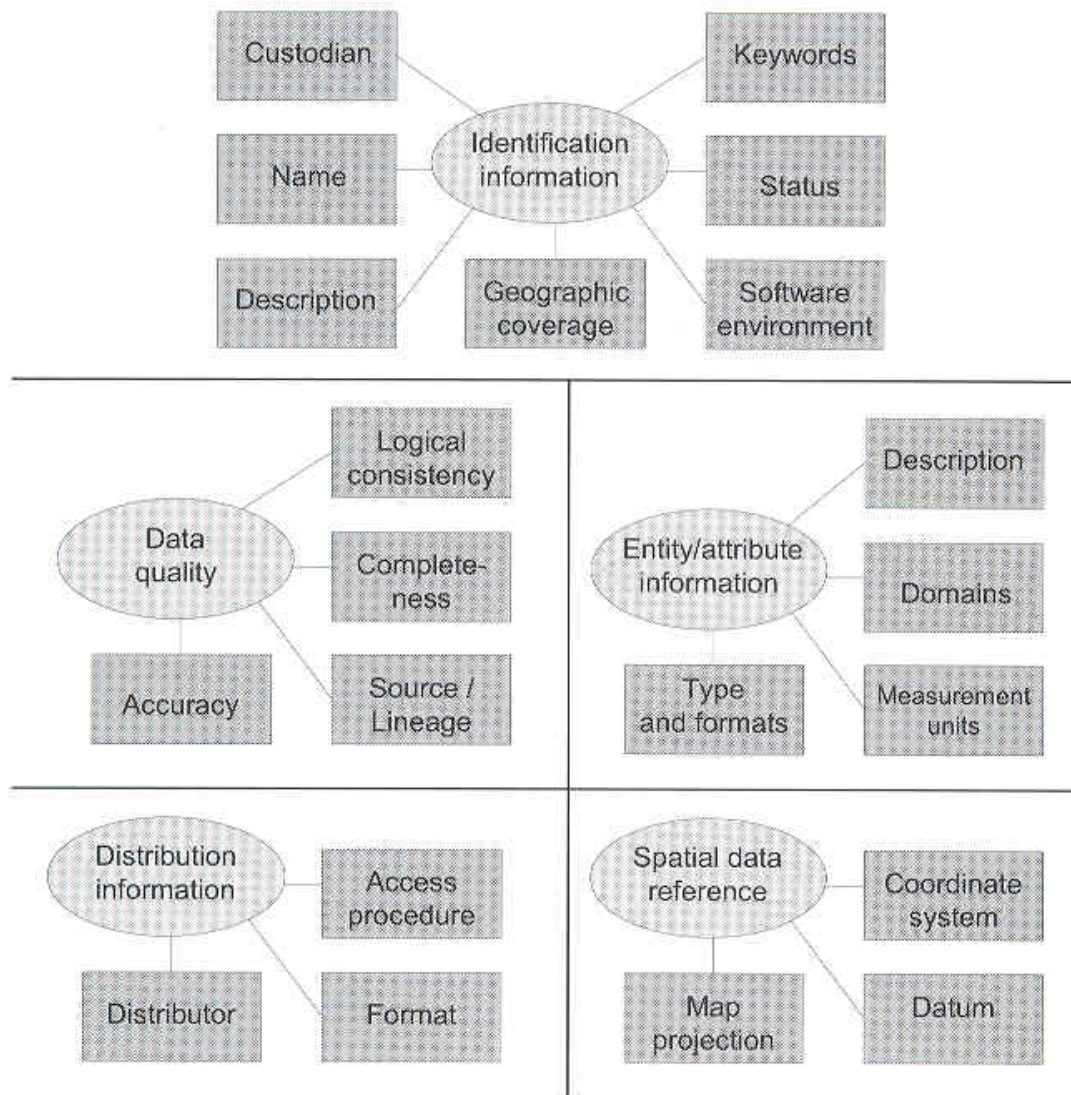 Custodian
Keywords
Identification
information
Name
Status
Description
Geographic
coverage
Software
environment
Logical
consistency
Data
quality
Complete-
ness
Accuracy
Source /
Lineage
Description
Entity/attribute
information
Domains
Type
and formats
Measurement
units
Distribution
information
Access
procedure
Distributor
Format
Spatial data
reference
Coordinate
system
Map
projection
Datum